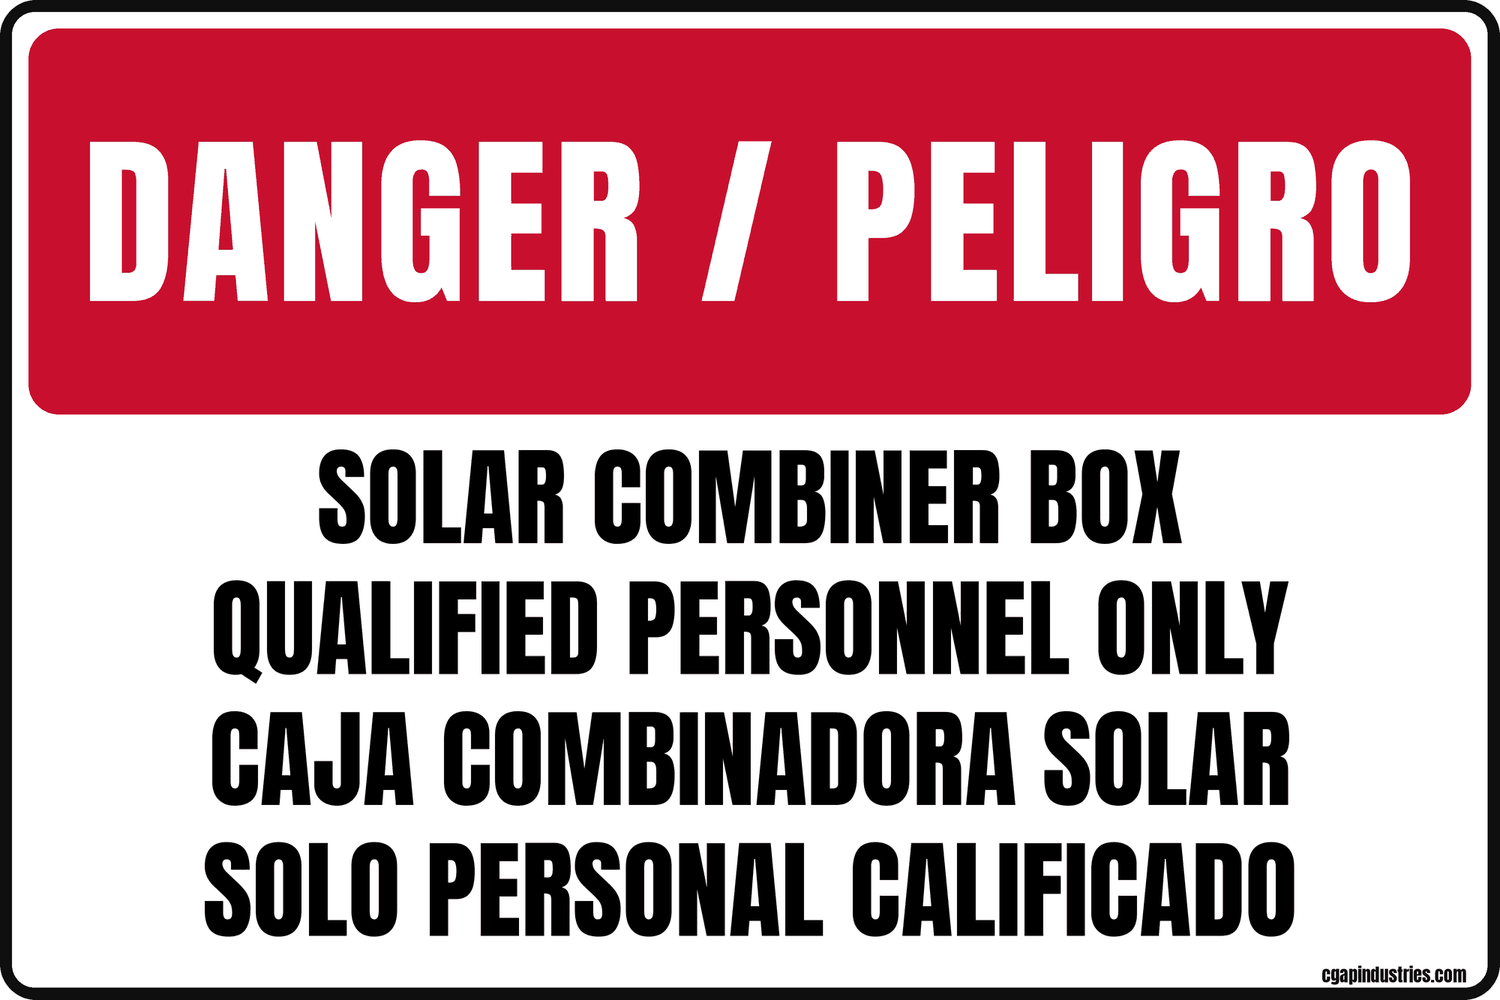 DANGER / PELIGRO
SOLAR COMBINER BOX
QUALIFIED PERSONNEL ONLY
CAJA COMBINADORA SOLAR
SOLO PERSONAL CALIFICADO
cgapindustries.com